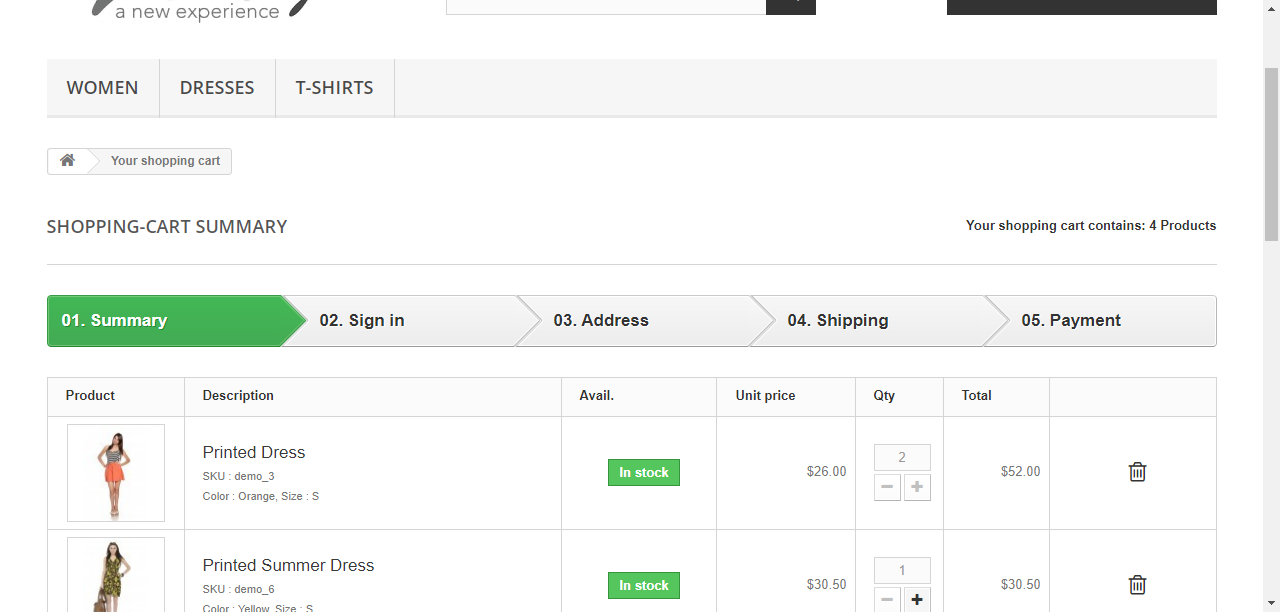 a new experience
WOMEN
DRESSES
T-SHIRTS
Your shopping cart
SHOPPING-CART SUMMARY
Your shopping cart contains: 4 Products
01. Summary
02. Sign in
03. Address
04. Shipping
05. Payment
Product Description Avail. Unit price Qty Total
Printed Dress
SKU : demo_3
Color : Orange, Size : S
In stock
$26.00
2
$52.00
Printed Summer Dress
SKU : demo_6
Color : Yellow, Size : S
In stock
$30.50
1
$30.50